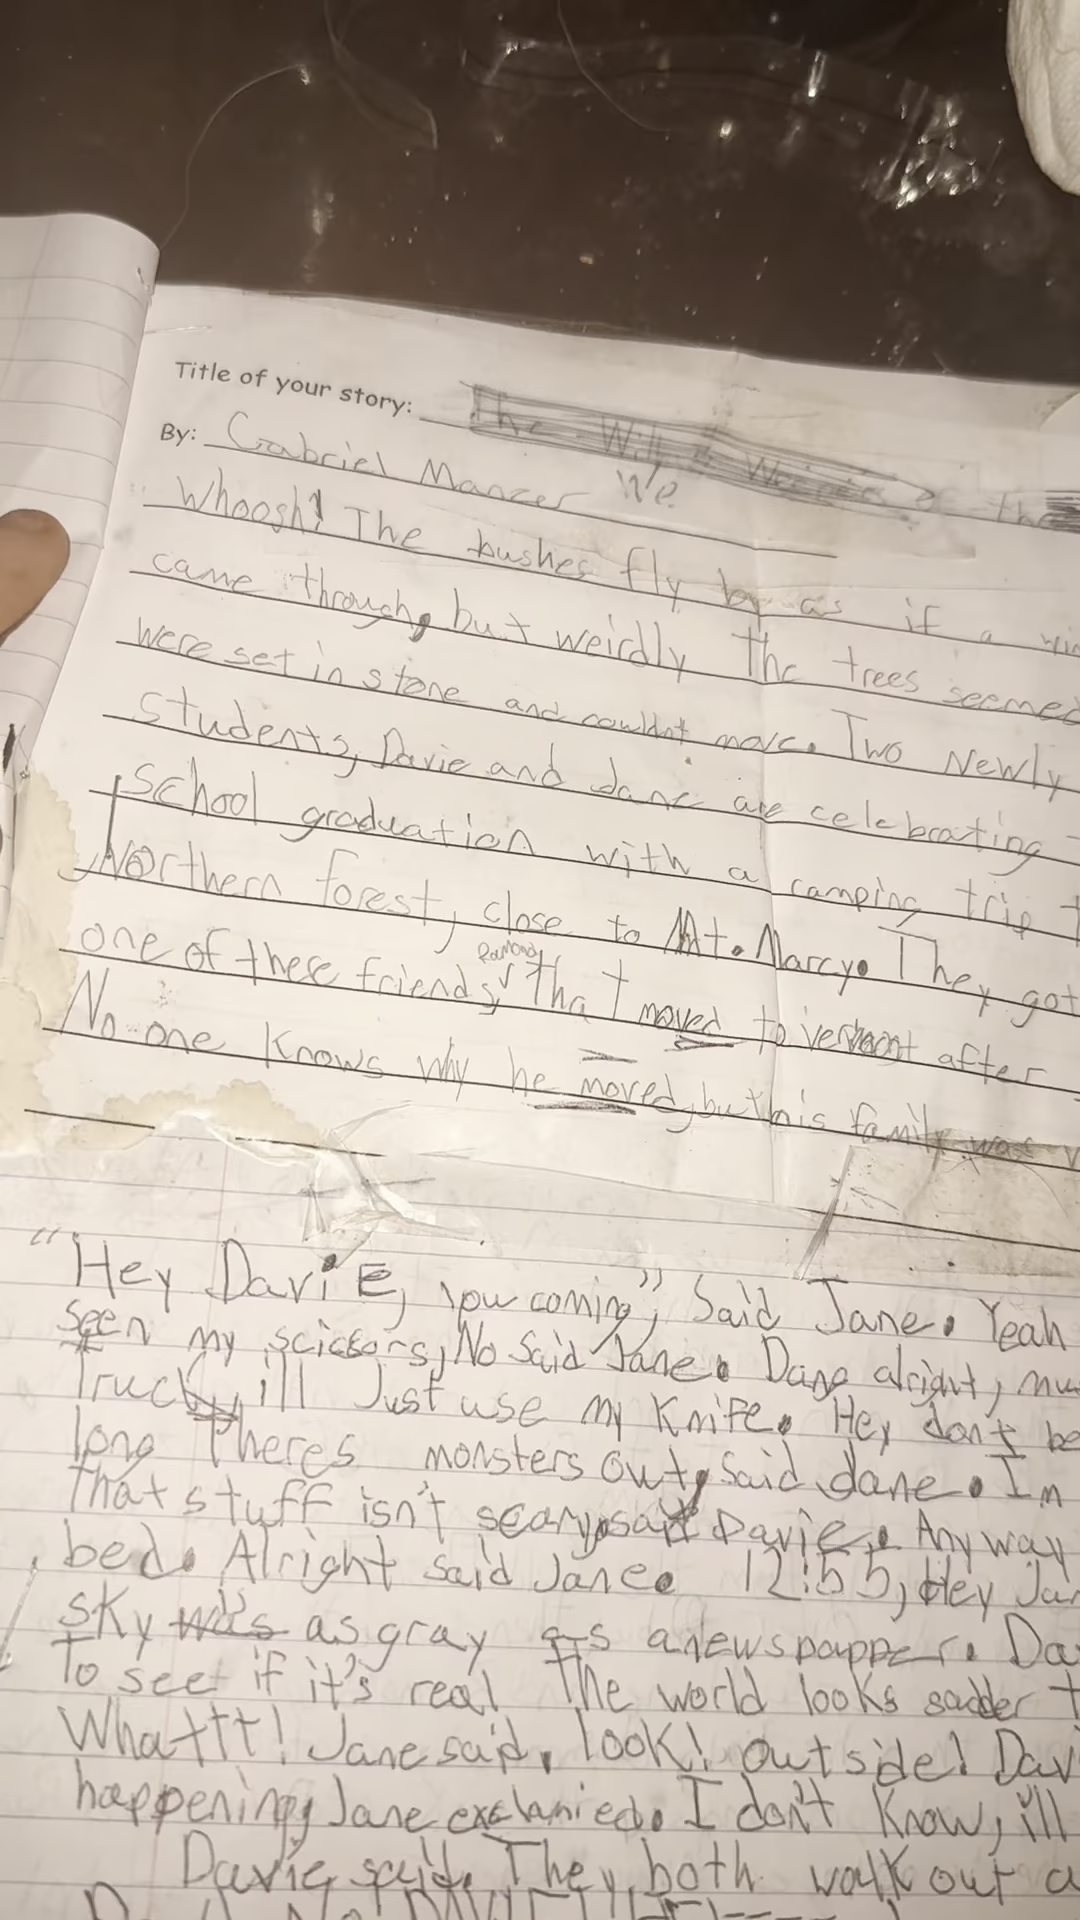 Title of your story: The
By: Gabriel Manzer We
Whoosh! The bushes fly by as if a
came through, but weirdly the trees seemed
were set in stone and couldnt move. Two Newly
students, Davie and Jane are celebrating
school graduation with a camping trip
Northern forest, close to Mt. Marcy. They got
one of these friends, That moved to vermont after
No one Knows why he moved, but his family was
"Hey DaviE, you coming", Said Jane. Yeah
seen my scissors, No Said Jane. Dang alright,
Truck, ill Just use my Knife. Hey don't be
long Theres monsters out, said Jane. Im
That stuff isn't scary, said Davie. Anyway
bed. Alright said Jane. 12:55, Hey
sky was as gray as a newspapper.
To see if it's real The world looks sadder
Whattt! Jane said, look! outside!
happening, Jane exclamied. I don't Know, ill
Davie said. They both walk out